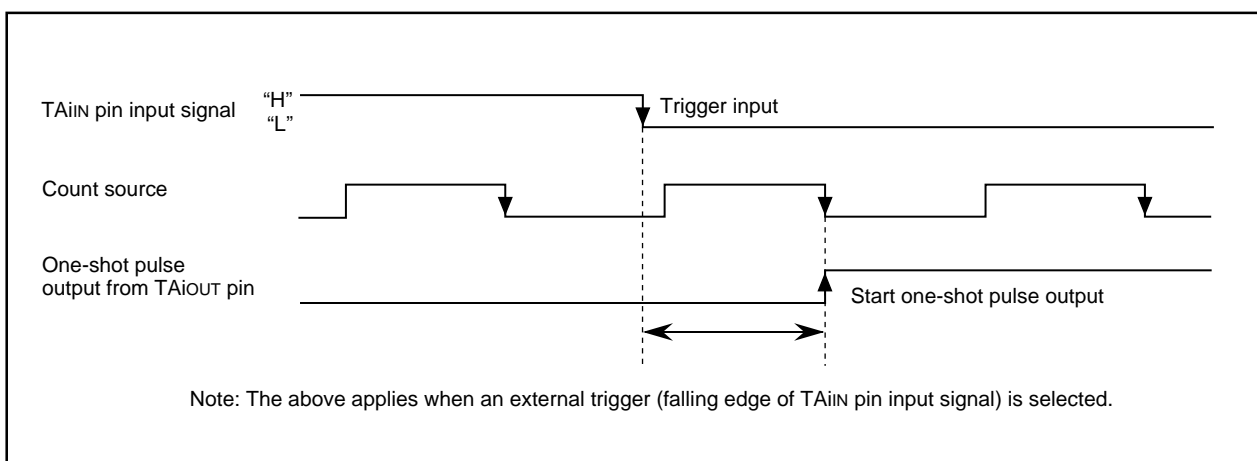 TAiIN pin input signal
“H”
“L”
Trigger input
Count source
One-shot pulse
output from TAiOUT pin
Start one-shot pulse output
Note: The above applies when an external trigger (falling edge of TAiIN pin input signal) is selected.